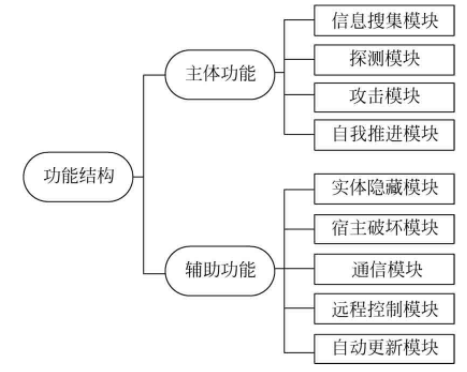 功能结构
主体功能
信息搜集模块
探测模块
攻击模块
自我推进模块
辅助功能
实体隐藏模块
宿主破坏模块
通信模块
远程控制模块
自动更新模块